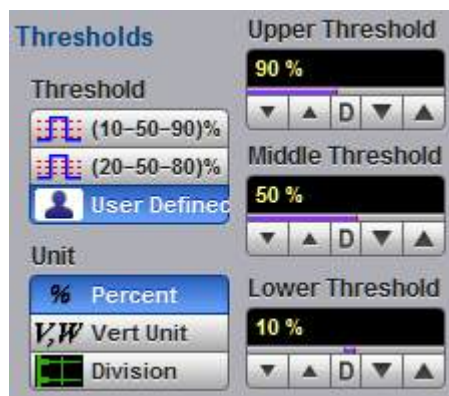 Thresholds
Threshold
(10-50-90)%
(20-50-80)%
User Defined
Unit
% Percent
V,W Vert Unit
Division
Upper Threshold
90 %
D
Middle Threshold
50 %
D
Lower Threshold
10 %
D